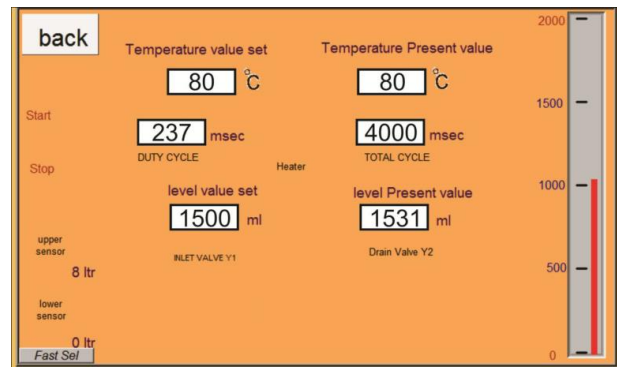 back
Temperature value set
Temperature Present value
80 °C
80 °C
Start
237 msec
4000 msec
DUTY CYCLE
TOTAL CYCLE
Stop
Heater
level value set
level Present value
1500 ml
1531 ml
upper
sensor
INLET VALVE Y1
Drain Valve Y2
8 ltr
lower
sensor
0 ltr
Fast Sel
2000
1500
1000
500
0